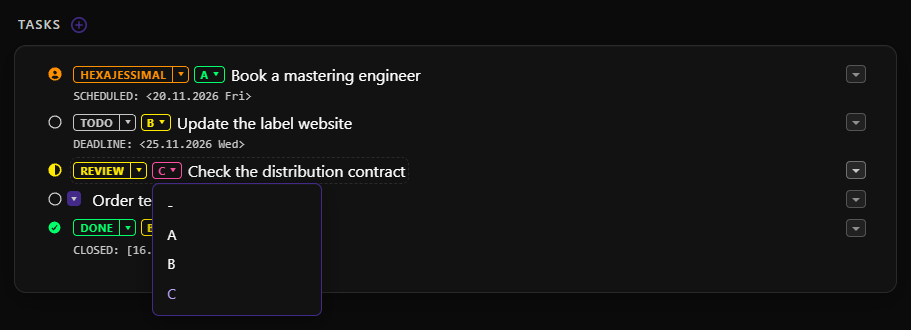 TASKS
HEXAJESSIMAL A Book a mastering engineer
SCHEDULED: <20.11.2026 Fri>
TODO B Update the label website
DEADLINE: <25.11.2026 Wed>
REVIEW C Check the distribution contract
Order te
DONE B
CLOSED: [16.
-
A
B
C